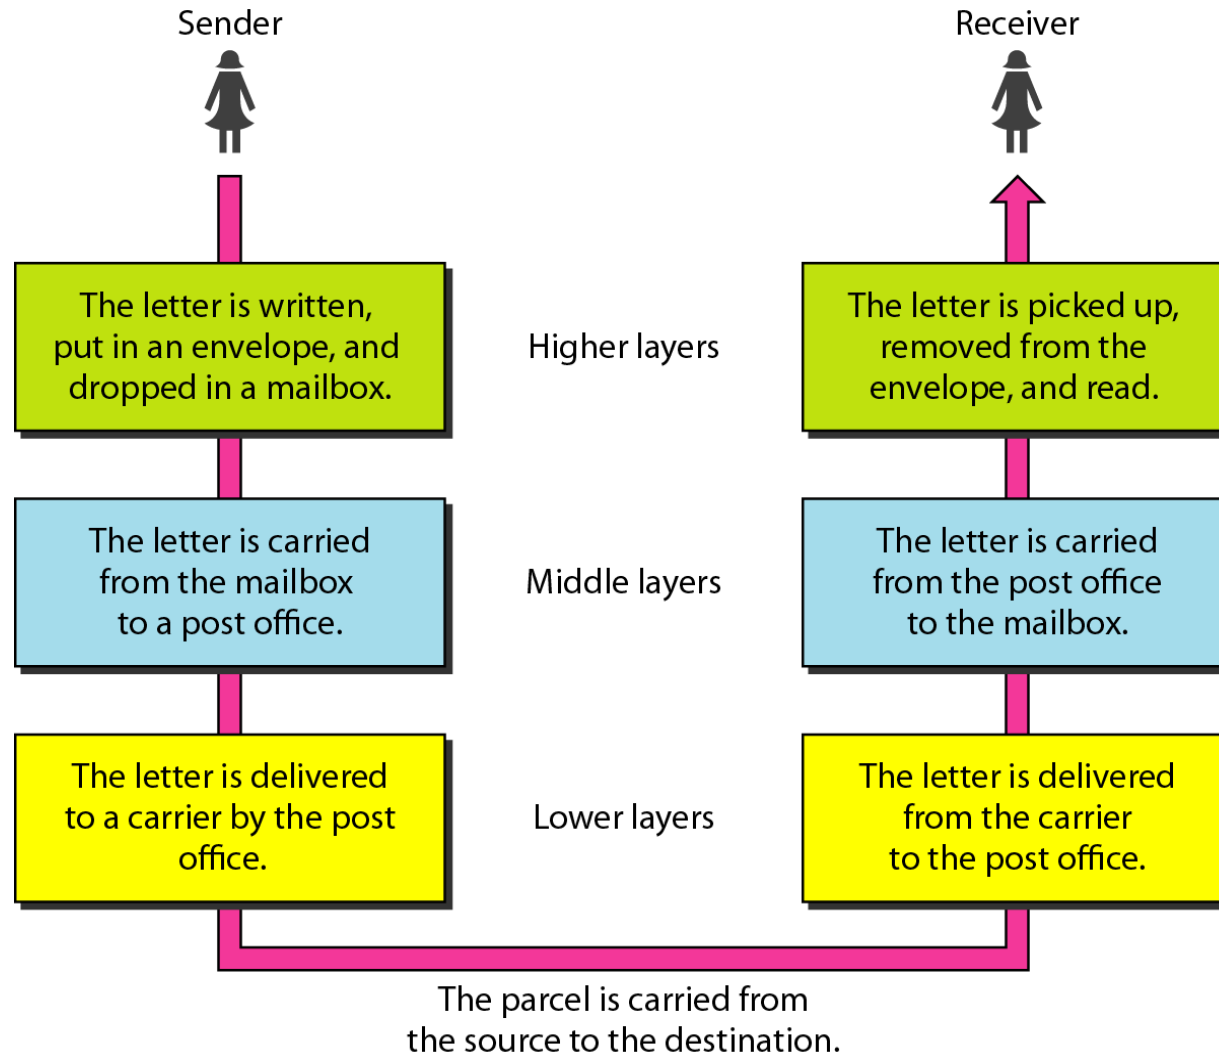 Sender
Receiver
The letter is written,
put in an envelope, and
dropped in a mailbox.
Higher layers
The letter is picked up,
removed from the
envelope, and read.
The letter is carried
from the mailbox
to a post office.
Middle layers
The letter is carried
from the post office
to the mailbox.
The letter is delivered
to a carrier by the post
office.
Lower layers
The letter is delivered
from the carrier
to the post office.
The parcel is carried from
the source to the destination.